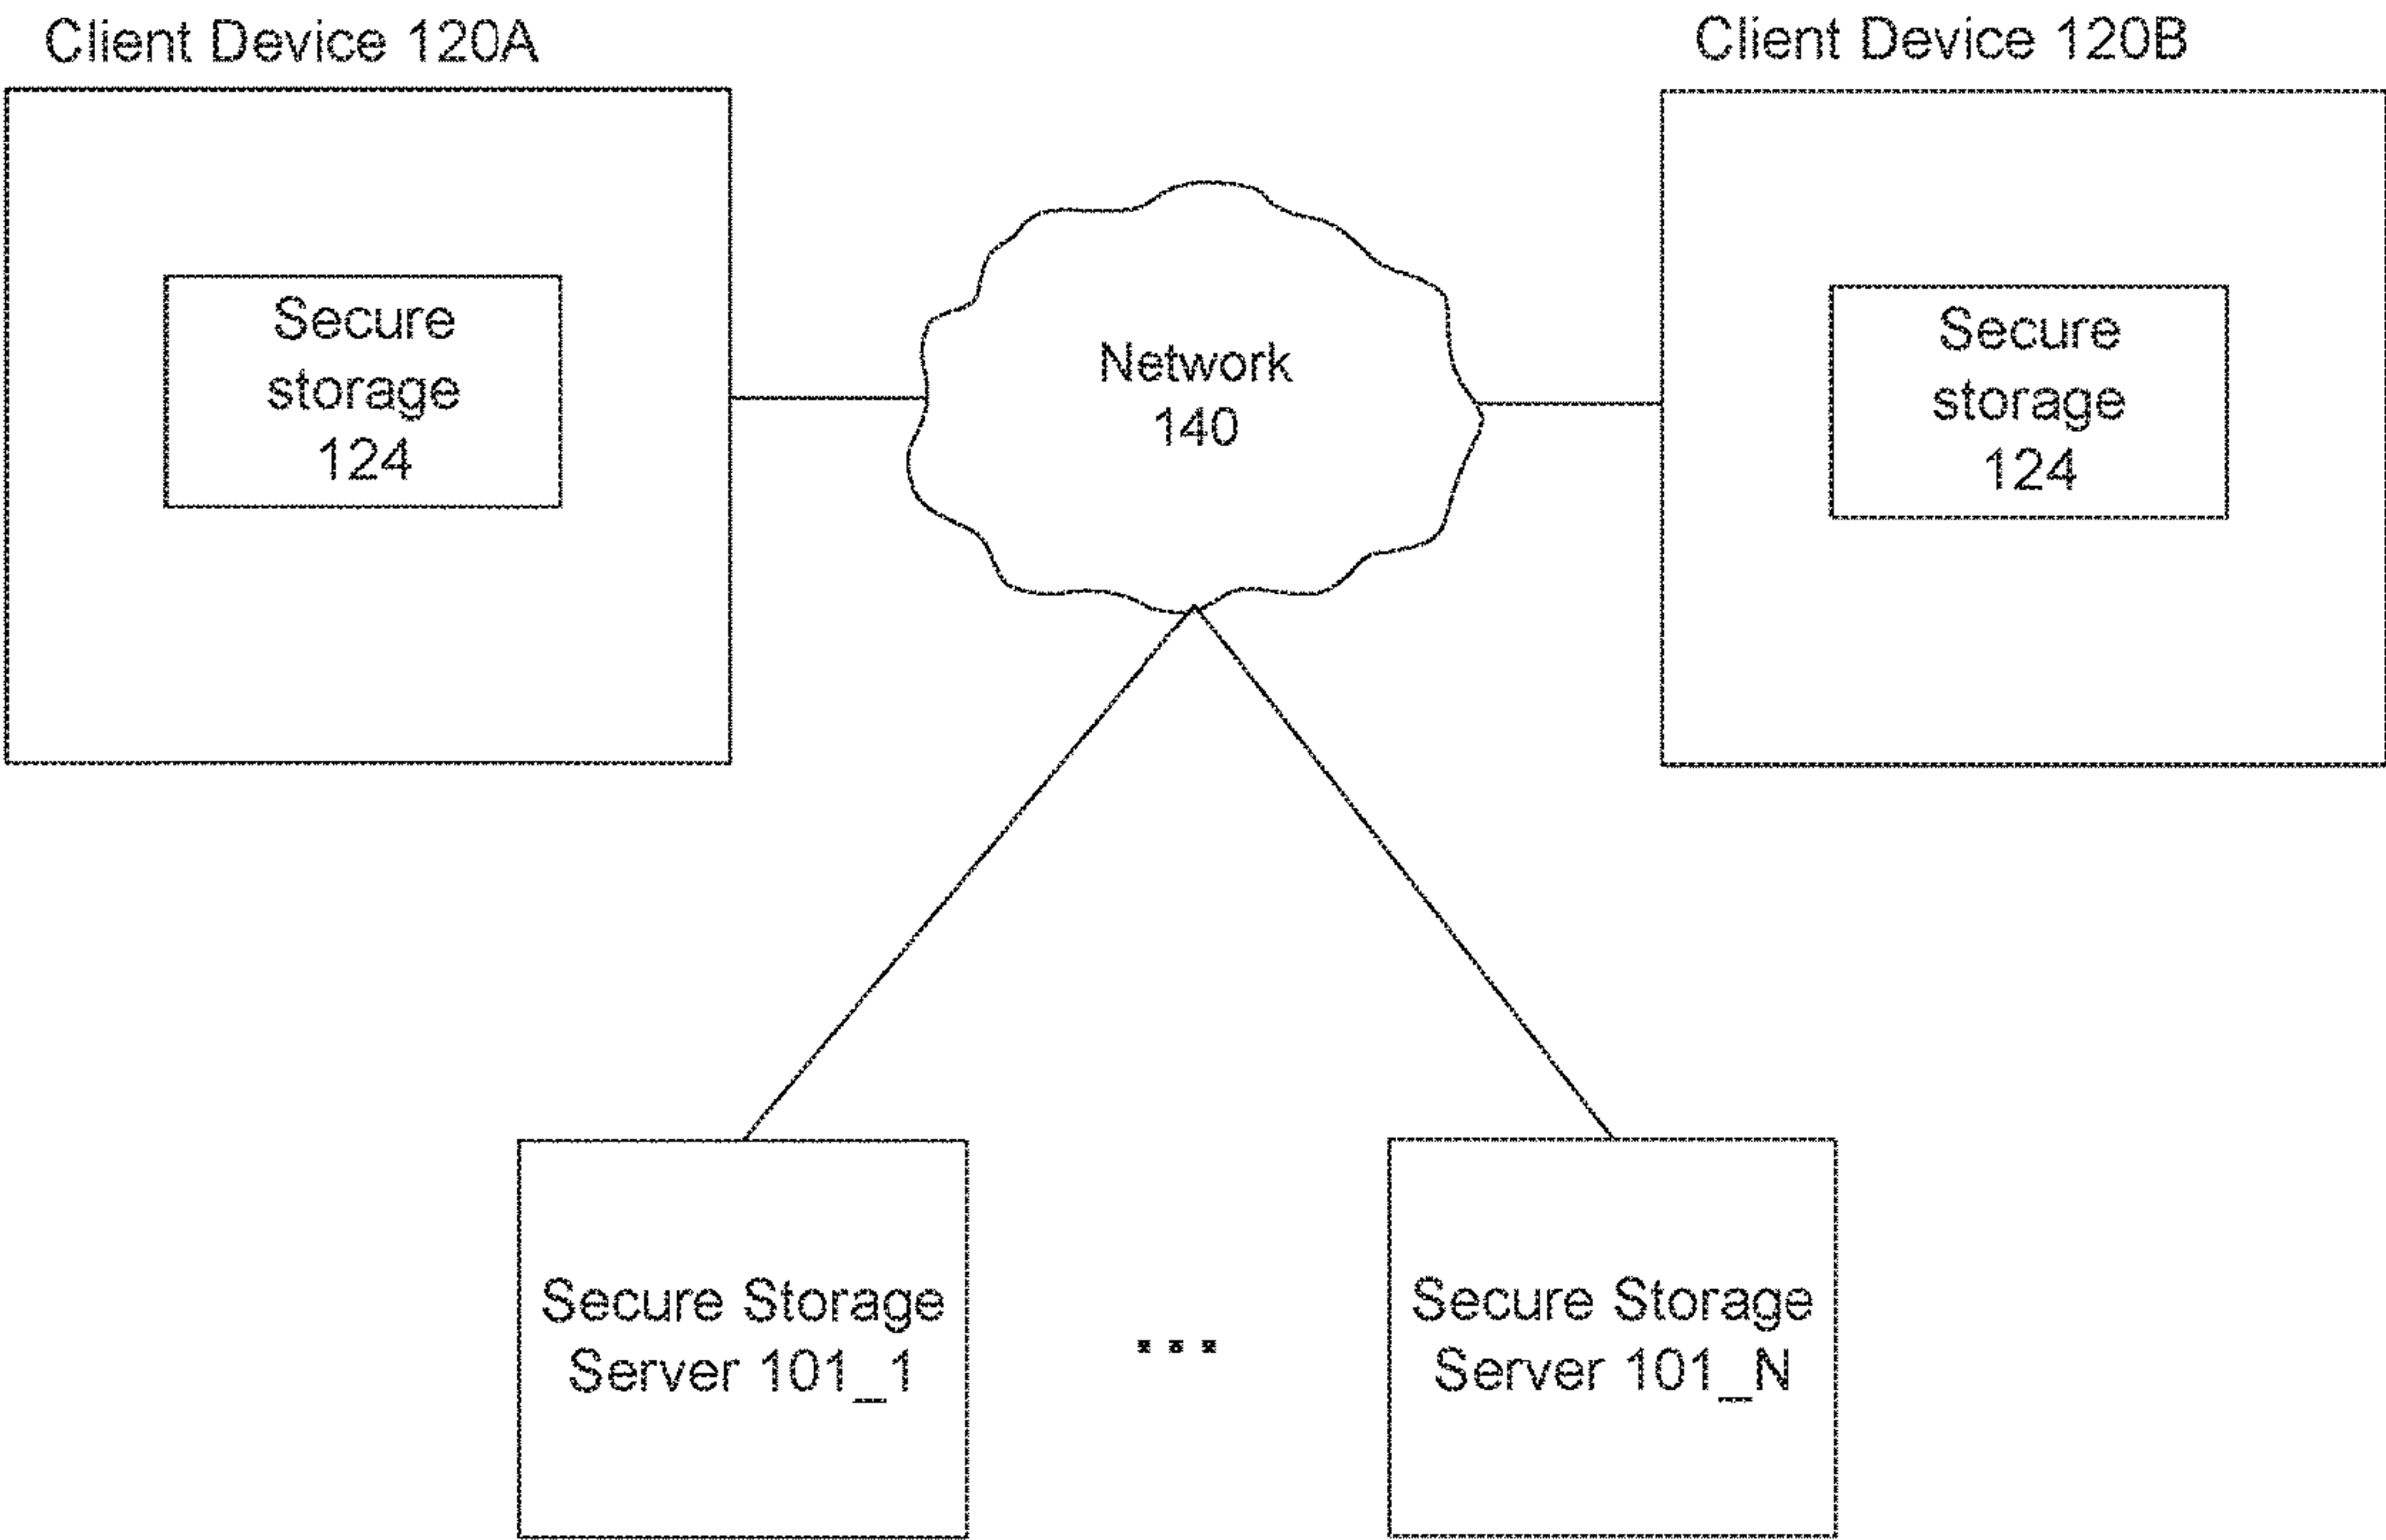 Client Device 120A
Client Device 120B
Secure
storage
124
Network
140
Secure
storage
124
Secure Storage
Server 101_1
...
Secure Storage
Server 101_N